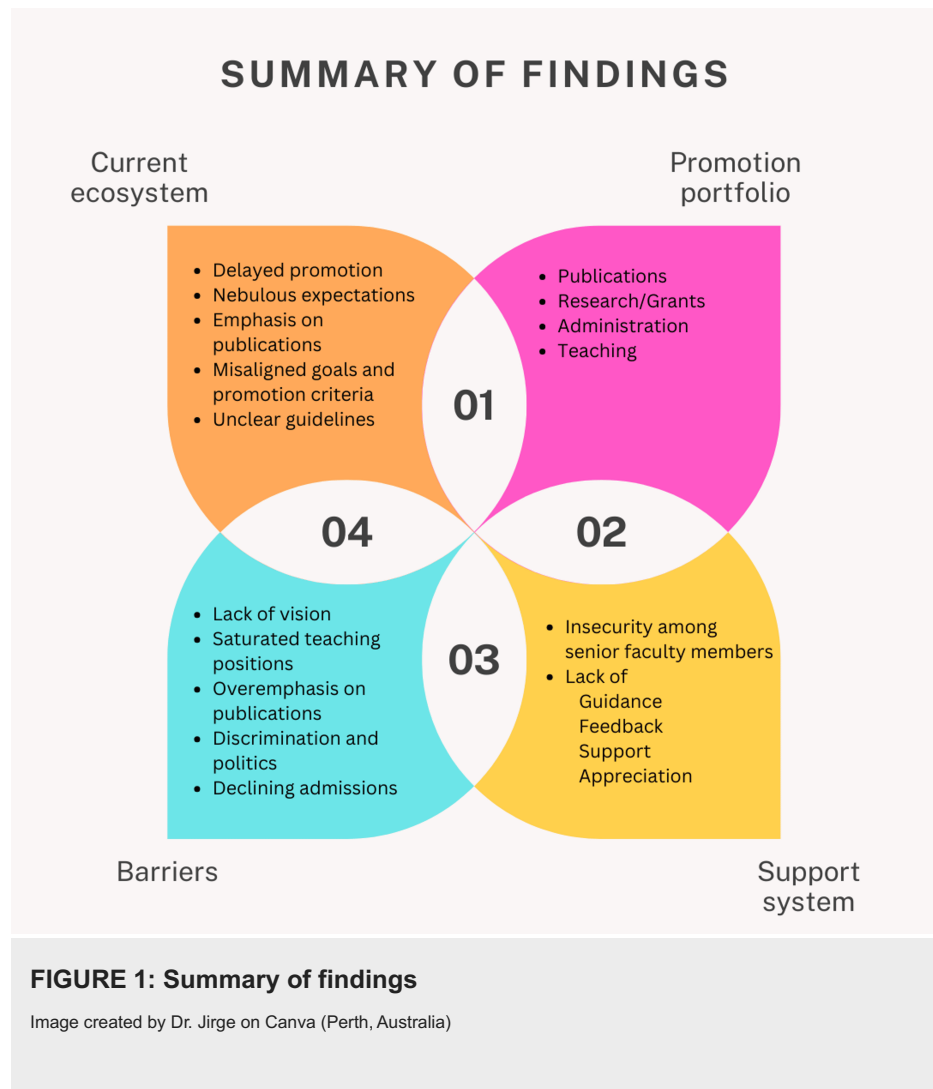 SUMMARY OF FINDINGS
Current
ecosystem
Promotion
portfolio
• Delayed promotion
• Nebulous expectations
• Emphasis on
publications
• Misaligned goals and
promotion criteria
• Unclear guidelines
• Publications
• Research/Grants
• Administration
• Teaching
01
04
02
• Lack of vision
• Saturated teaching
positions
• Overemphasis on
publications
• Discrimination and
politics
• Declining admissions
03
• Insecurity among
senior faculty members
• Lack of
Guidance
Feedback
Support
Appreciation
Barriers
Support
system
FIGURE 1: Summary of findings
Image created by Dr. Jirge on Canva (Perth, Australia)